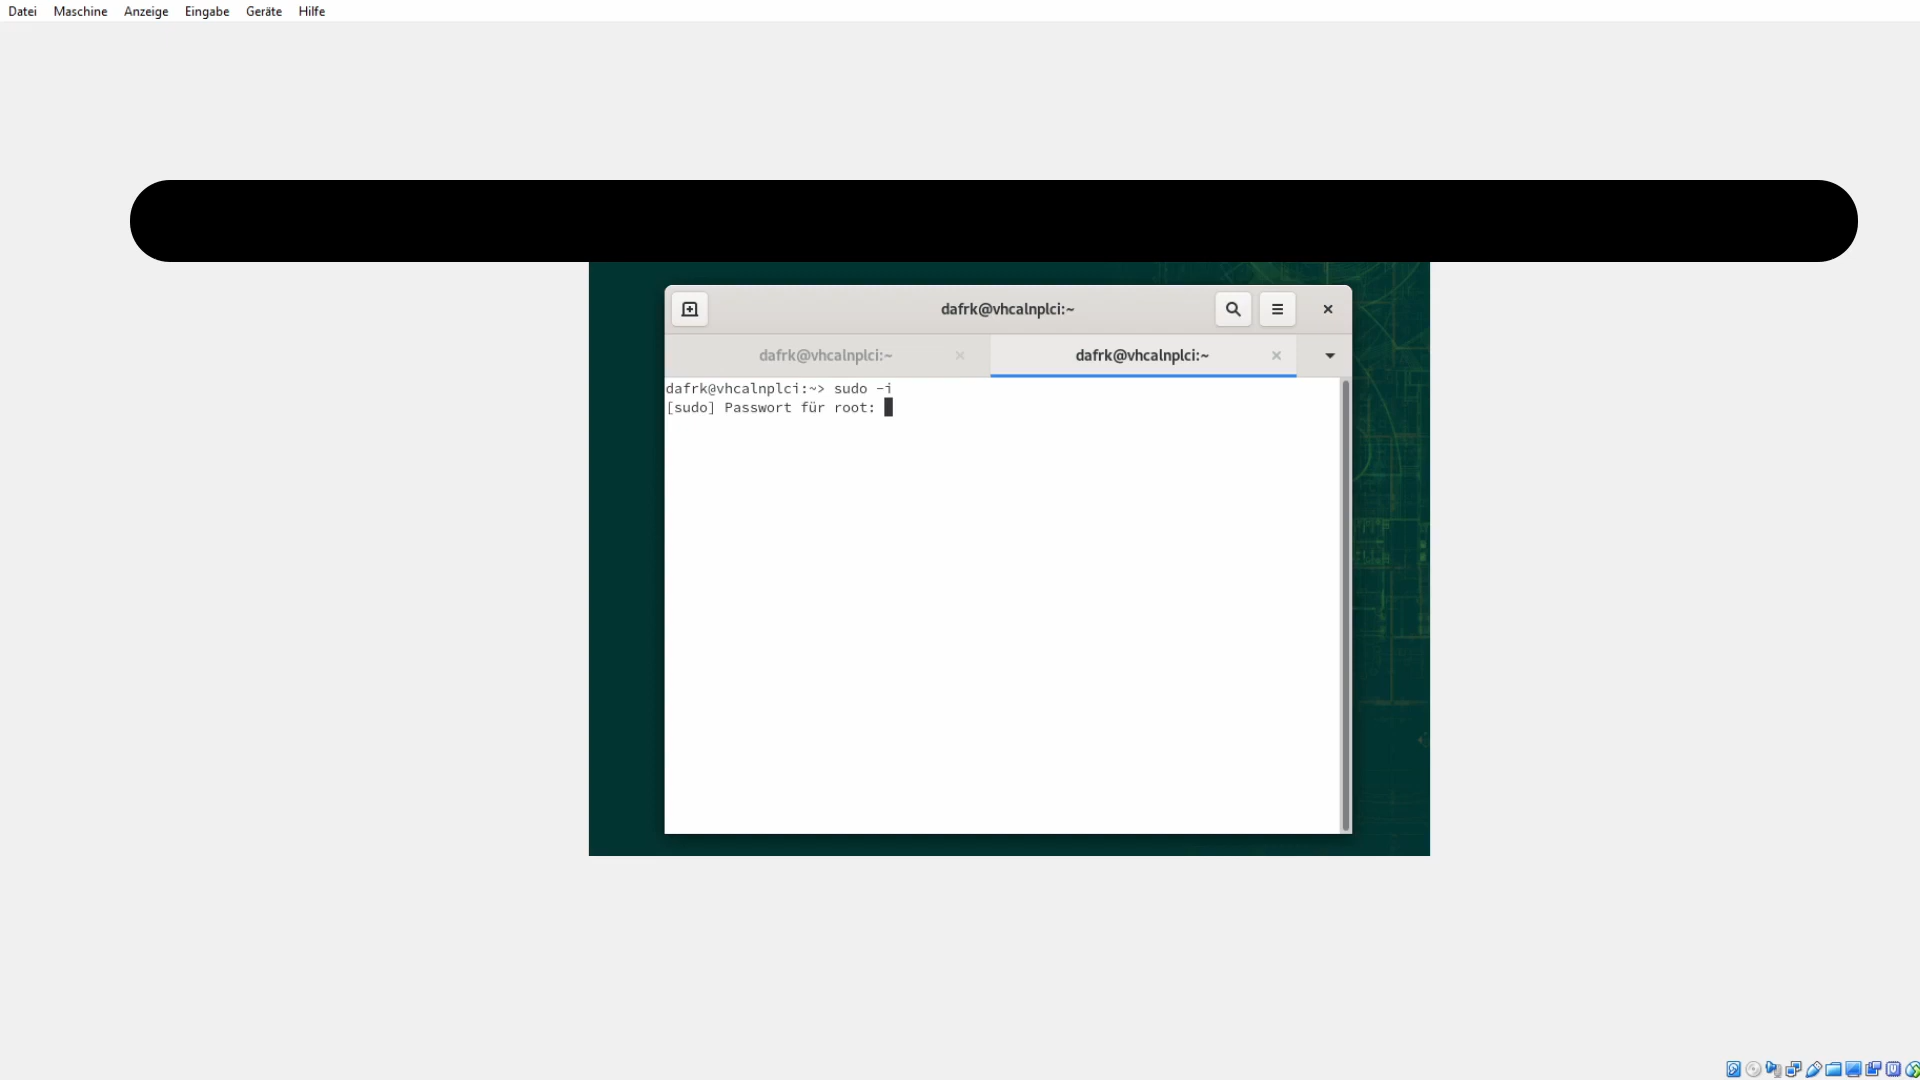 Datei Maschine Anzeige Eingabe Geräte Hilfe
dafrk@vhcalnplci:~
dafrk@vhcalnplci:~ dafrk@vhcalnplci:~
dafrk@vhcalnplci:~> sudo -i
[sudo] Passwort für root: